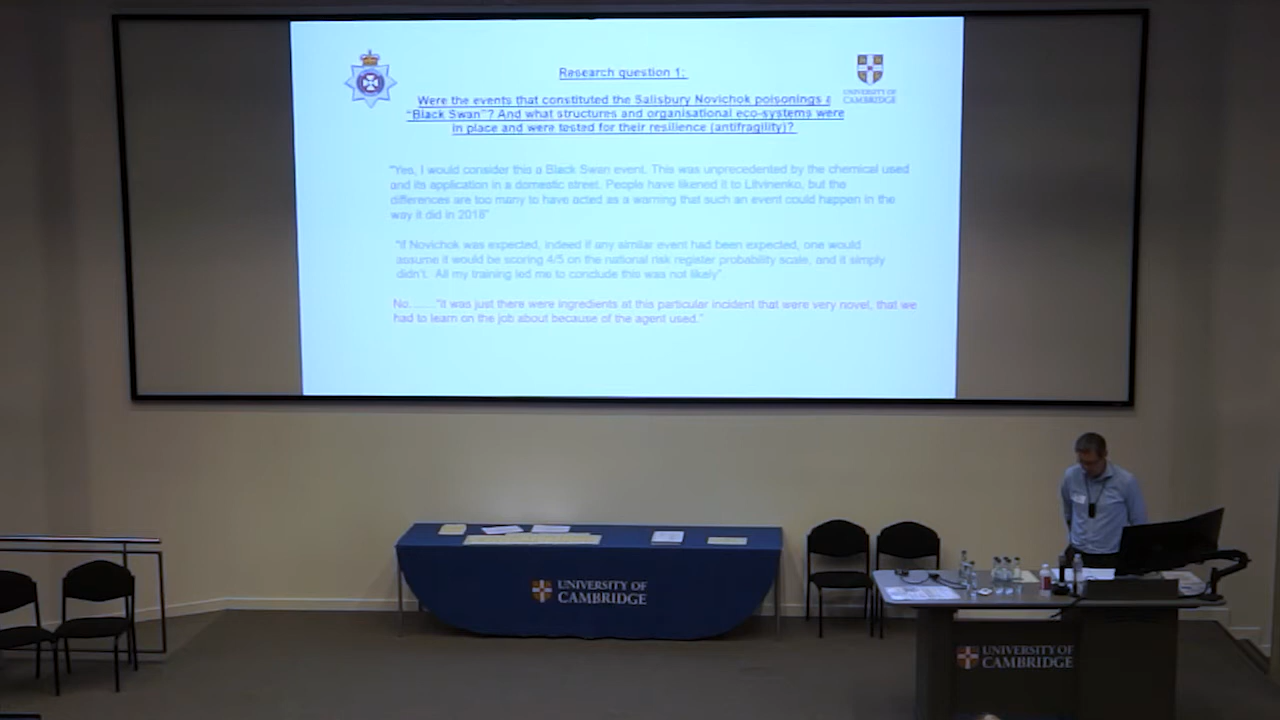 Research question 1:
UNIVERSITY OF
CAMBRIDGE
Were the events that constituted the Salisbury Novichok poisonings a
"Black Swan"? And what structures and organisational eco-systems were
in place and were tested for their resilience (antifragility)?
"Yes, I would consider this a Black Swan event. This was unprecedented by the chemical used
and its application in a domestic street. People have likened it to Litvinenko, but the
differences are too many to have acted as a warning that such an event could happen in the
way it did in 2018"
"If Novichok was expected, indeed if any similar event had been expected, one would
assume it would be scoring 4/5 on the national risk register probability scale, and it simply
didn't. All my training led me to conclude this was not likely"
No....... "it was just there were ingredients at this particular incident that were very novel, that we
had to learn on the job about because of the agent used."
UNIVERSITY OF
CAMBRIDGE
UNIVERSITY OF
CAMBRIDGE